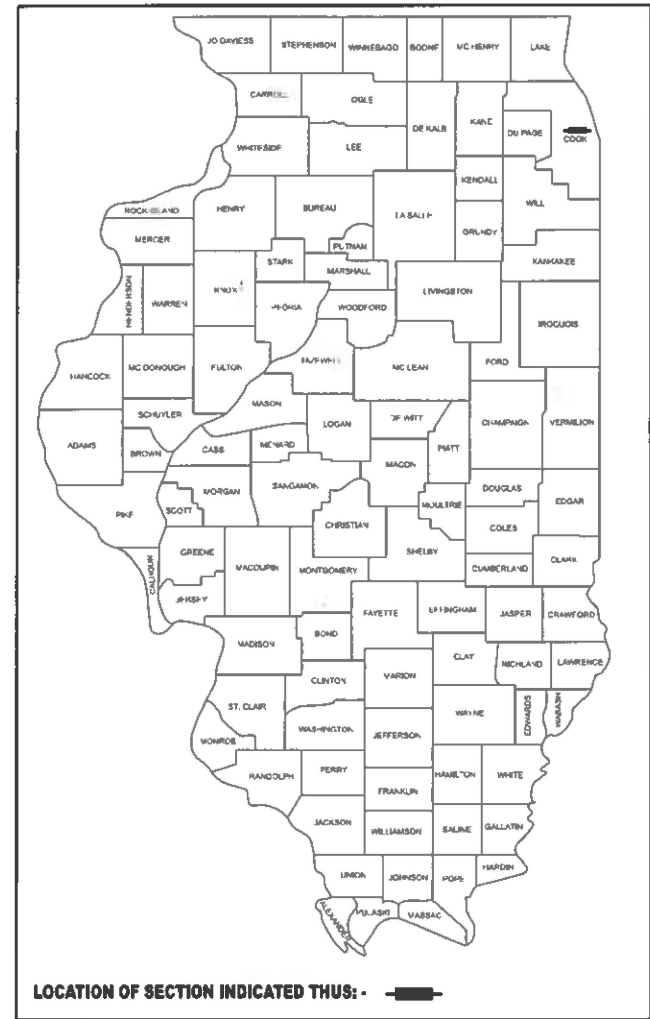 JO DAVIESS STEPHENSON WINNEBAGO BOONE MC HENRY LAKE
CARROLL OGLE
KANE
DE KALB DU PAGE COOK
WHITESIDE LEE
KENDALL
ROCK ISLAND HENRY BUREAU LA SALLE WILL
MERCER PUTNAM GRUNDY
STARK MARSHALL KANKAKEE
HENDERSON WARREN KNOX PEORIA WOODFORD LIVINGSTON
IROQUOIS
HANCOCK MC DONOUGH FULTON TAZEWELL MC LEAN FORD
MASON
SCHUYLER LOGAN DE WITT CHAMPAIGN VERMILION
ADAMS BROWN CASS MENARD PIATT
MACON
PIKE SCOTT MORGAN SANGAMON DOUGLAS
MOULTRIE EDGAR
CHRISTIAN COLES
GREENE SHELBY
CALHOUN MACOUPIN MONTGOMERY CUMBERLAND CLARK
JERSEY
FAYETTE EFFINGHAM JASPER CRAWFORD
MADISON BOND
CLAY RICHLAND LAWRENCE
CLINTON MARION
ST. CLAIR WAYNE EDWARDS WABASH
WASHINGTON JEFFERSON
MONROE
RANDOLPH PERRY HAMILTON WHITE
FRANKLIN
JACKSON WILLIAMSON SALINE GALLATIN
UNION JOHNSON POPE HARDIN
ALEXANDER PULASKI MASSAC
LOCATION OF SECTION INDICATED THUS: -